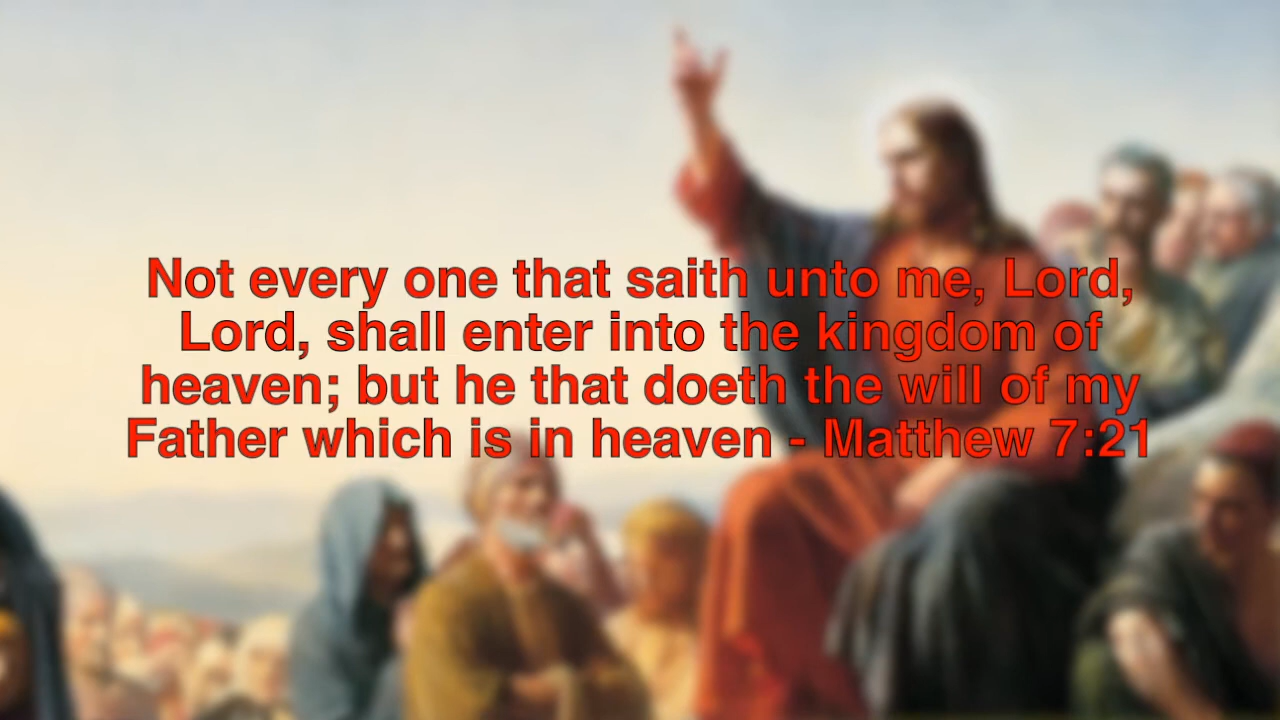 Not every one that saith unto me, Lord,
Lord, shall enter into the kingdom of
heaven; but he that doeth the will of my
Father which is in heaven - Matthew 7:21